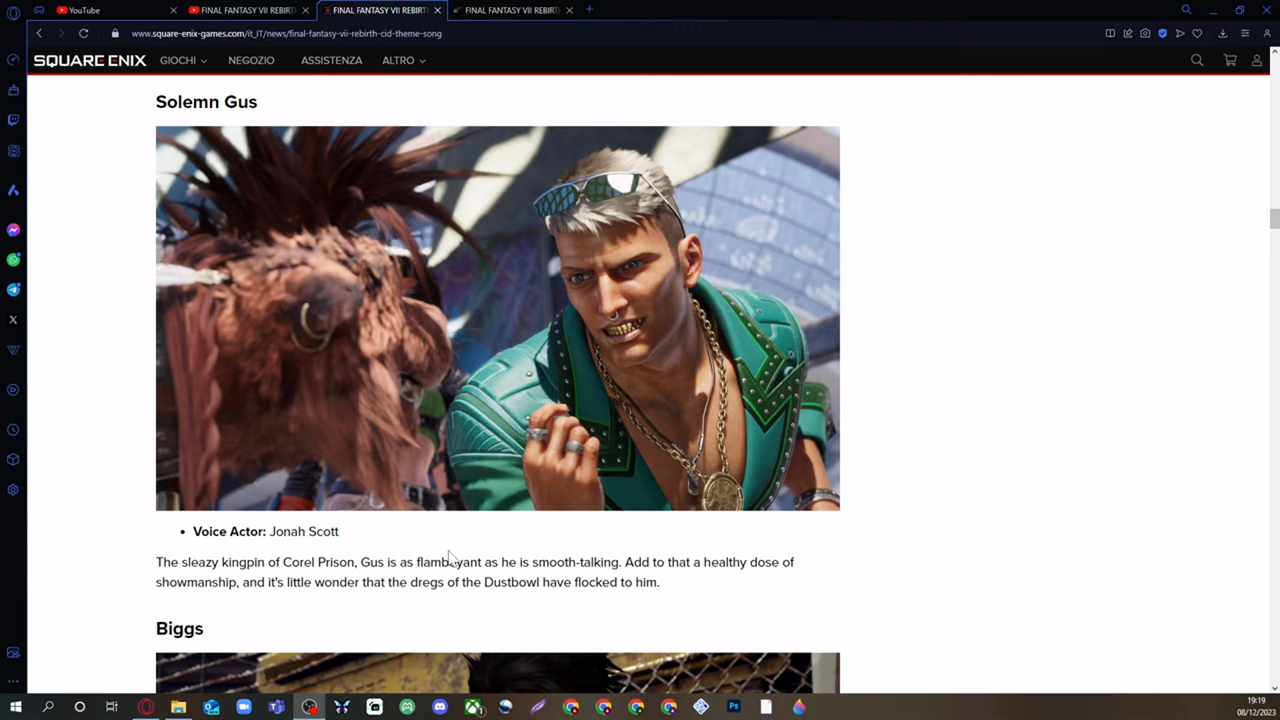 YouTube
FINAL FANTASY VII REBIRT
FINAL FANTASY VII REBIRT
FINAL FANTASY VII REBIRT
www.square-enix-games.com/it_IT/news/final-fantasy-vii-rebirth-cid-theme-song
SQUARE ENIX
GIOCHI
NEGOZIO
ASSISTENZA
ALTRO
Solemn Gus
• Voice Actor: Jonah Scott
The sleazy kingpin of Corel Prison, Gus is as flamboyant as he is smooth-talking. Add to that a healthy dose of
showmanship, and it's little wonder that the dregs of the Dustbowl have flocked to him.
Biggs
19:19
08/12/2023